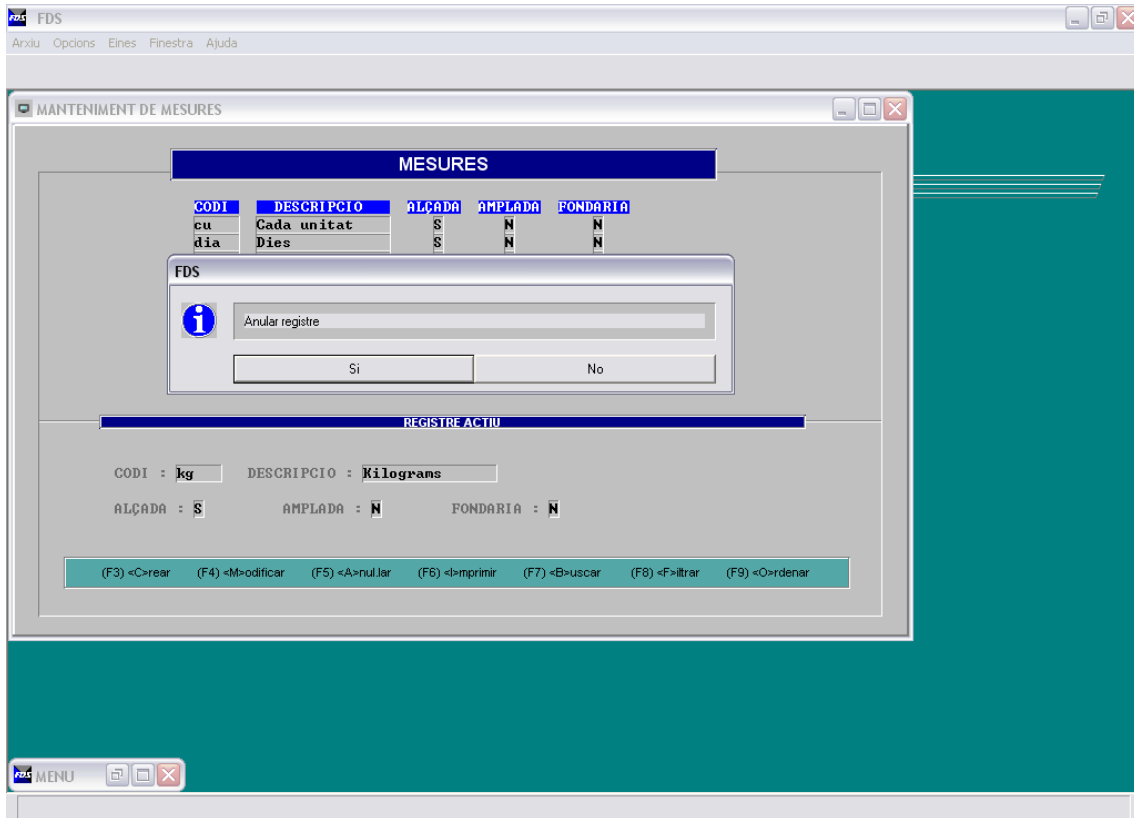 FDS FDS
Arxiu Opcions Eines Finestra Ajuda
MANTENIMENT DE MESURES
MESURES
CODI DESCRIPCIO ALÇADA AMPLADA FONDARIA
cu Cada unitat S N N
dia Dies S N N
FDS
Anular registre
Si No
REGISTRE ACTIU
CODI : kg DESCRIPCIO : Kilograms
ALÇADA : S AMPLADA : N FONDARIA : N
(F3) <C>rear (F4) <M>odificar (F5) <A>nul.lar (F6) <I>mprimir (F7) <B>uscar (F8) <F>iltrar (F9) <O>rdenar
FDS MENU